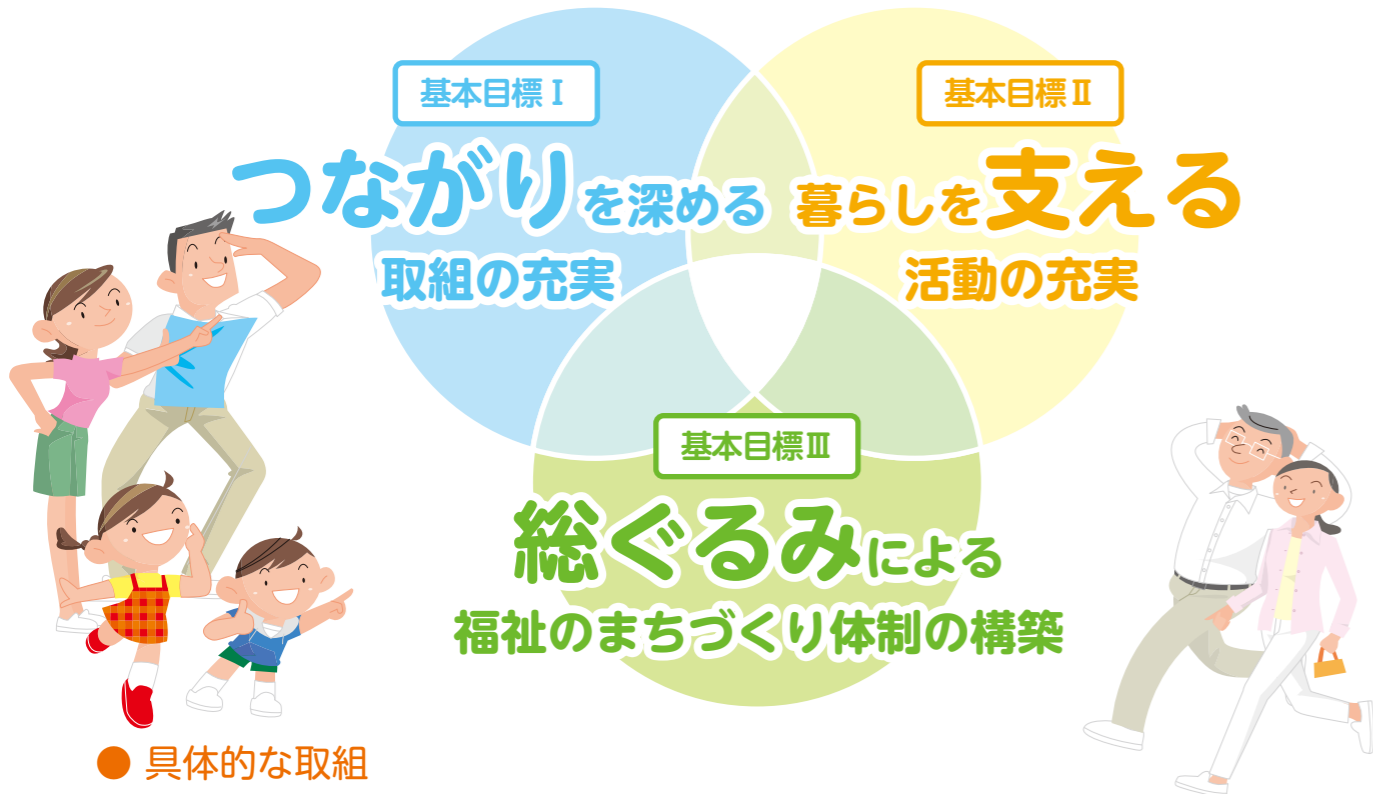 基本目標Ⅰ
つながりを深める
取組の充実
基本目標Ⅱ
暮らしを支える
活動の充実
基本目標Ⅲ
総ぐるみによる
福祉のまちづくり体制の構築
● 具体的な取組